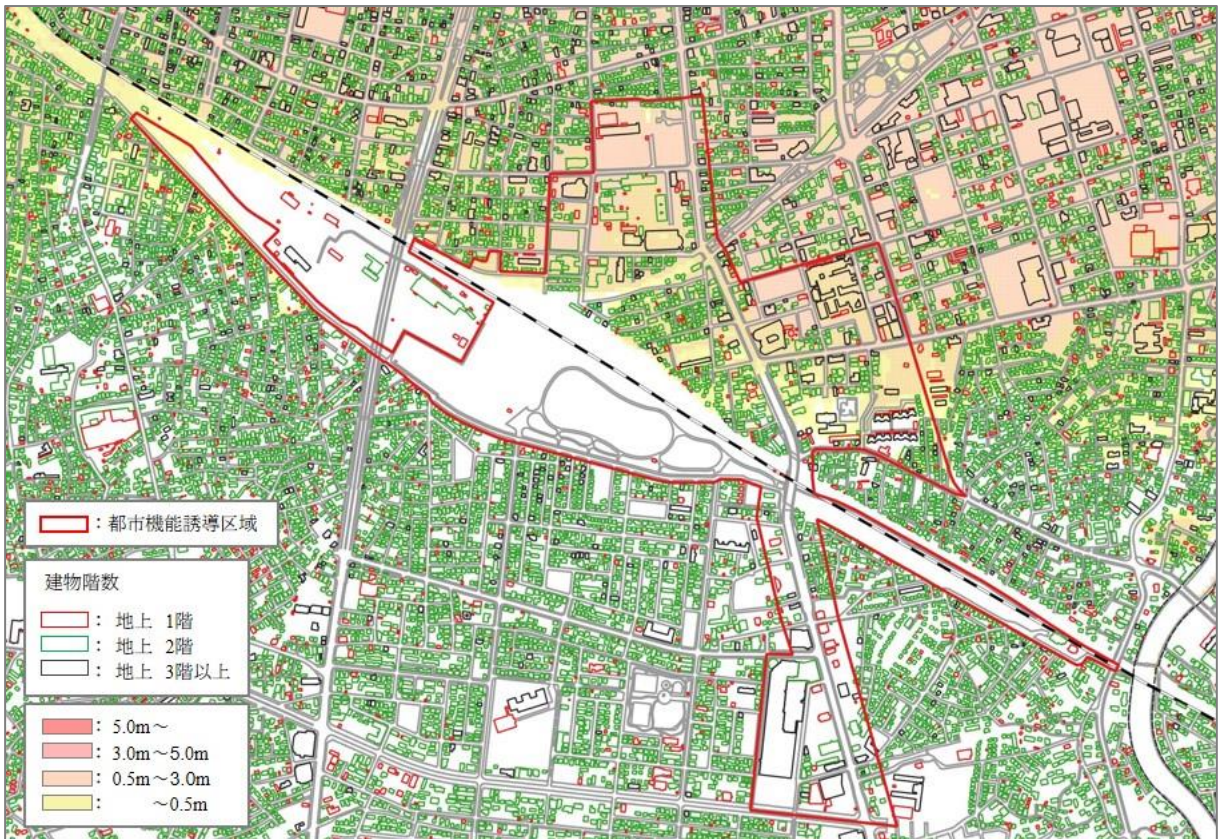 ：都市機能誘導区域
建物階数
：地上 1階
：地上 2階
：地上 3階以上
：5.0m～
：3.0m～5.0m
：0.5m～3.0m
：～0.5m